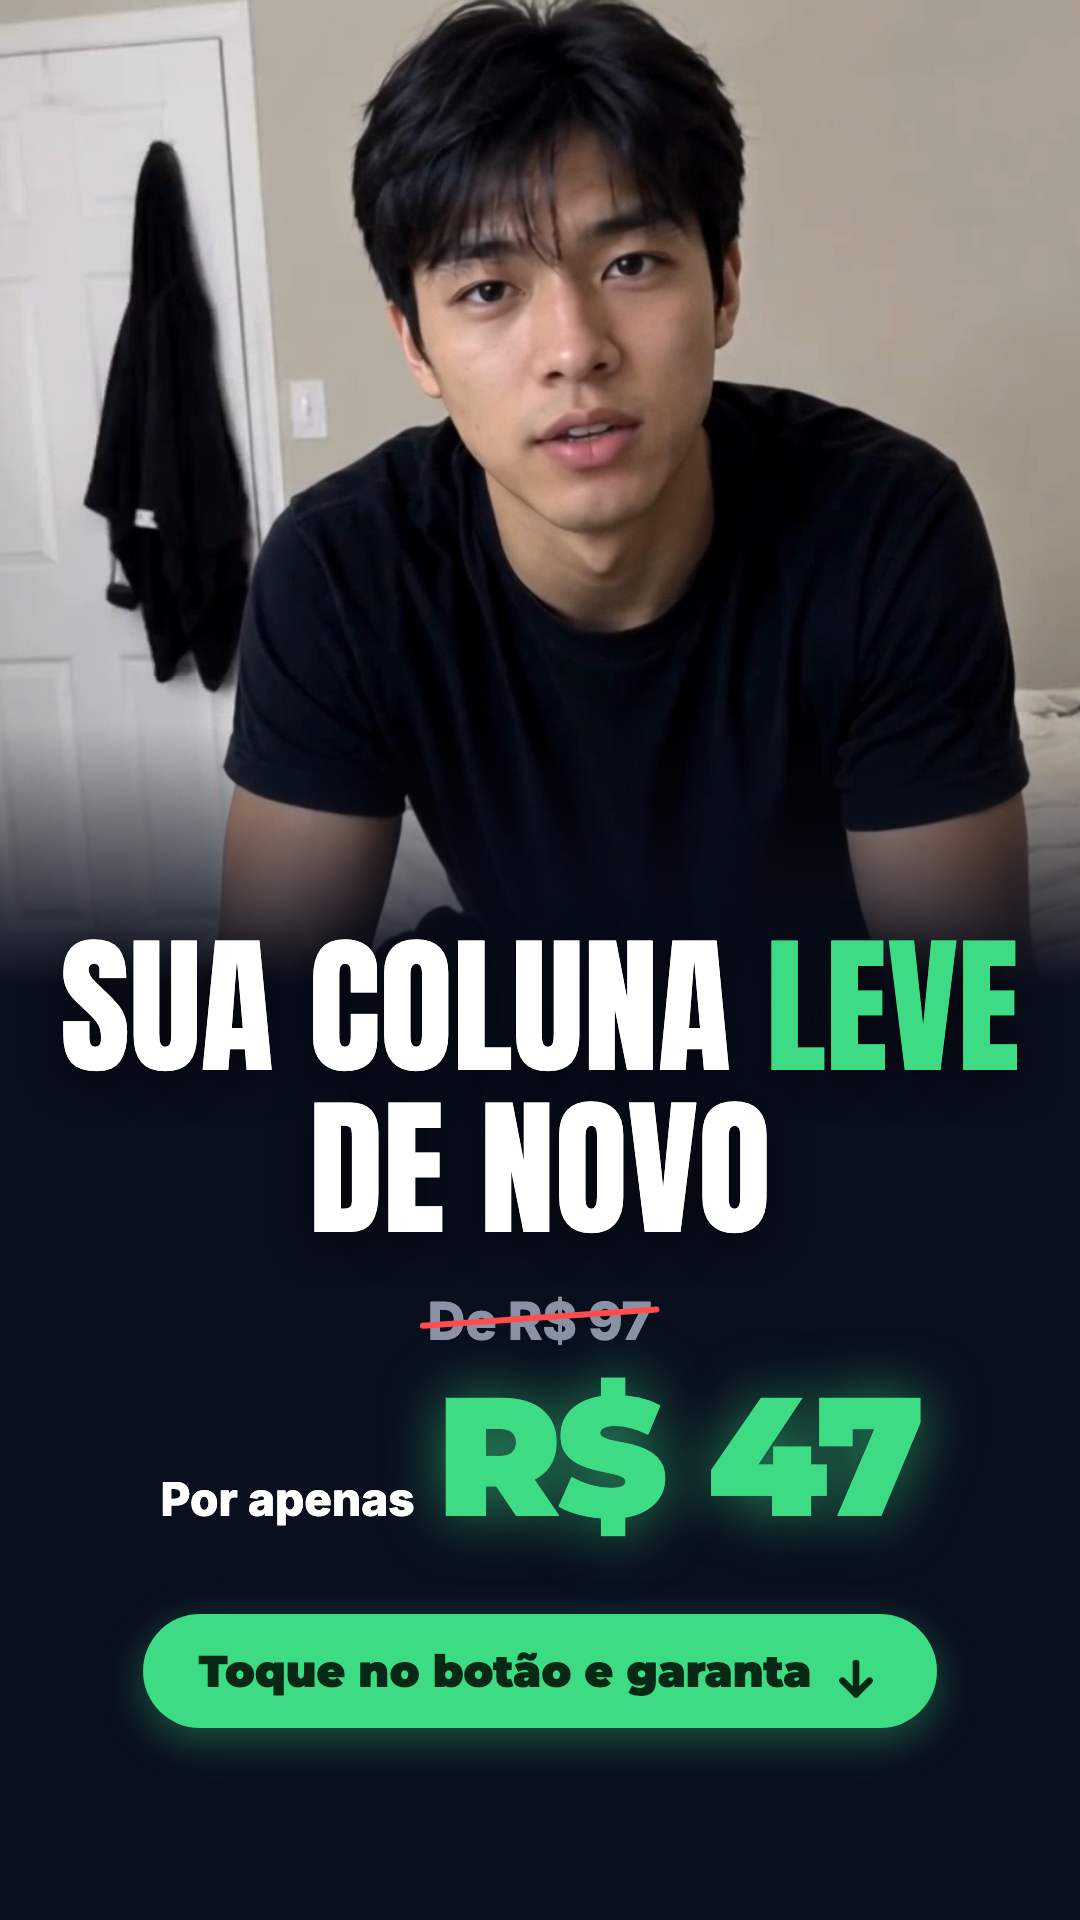 SUA COLUNA LEVE
DE NOVO
De R$ 97
Por apenas R$ 47
Toque no botão e garanta ↓